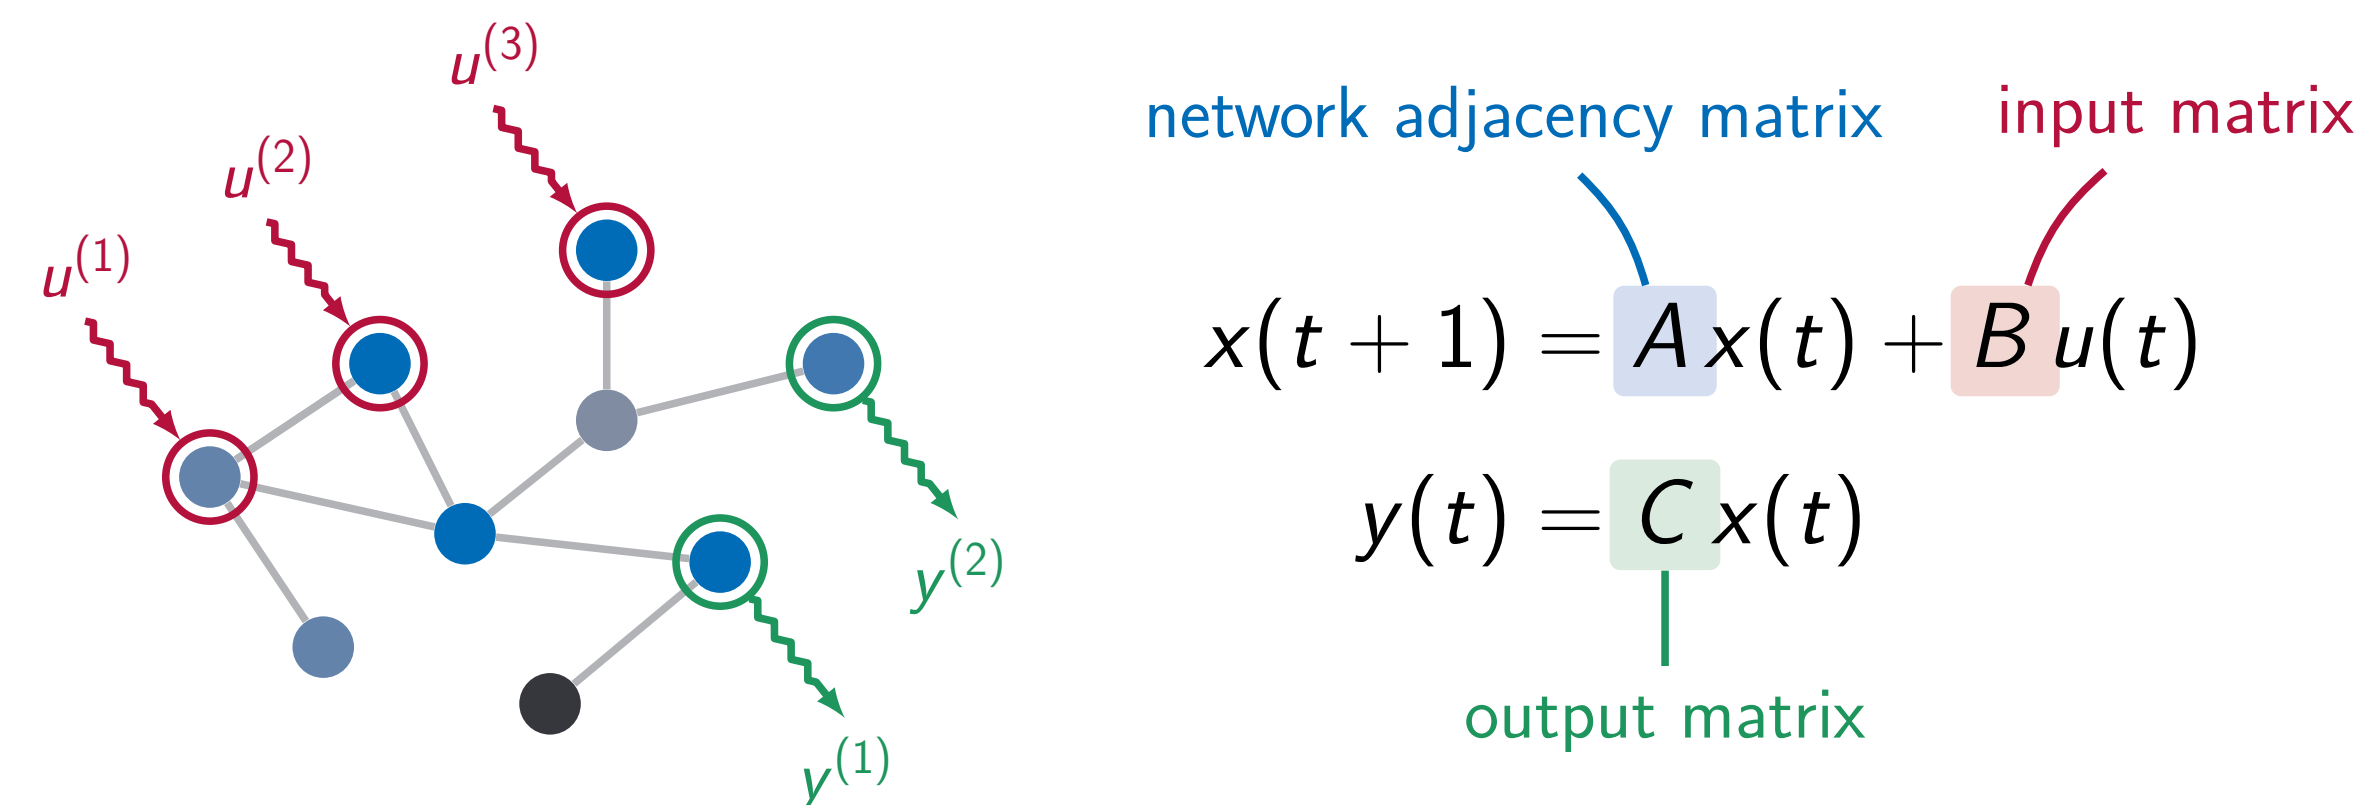 u^(3)
u^(2)
u^(1)
y^(2)
y^(1)
network adjacency matrix
input matrix
x(t + 1) = A x(t) + B u(t)
y(t) = C x(t)
output matrix